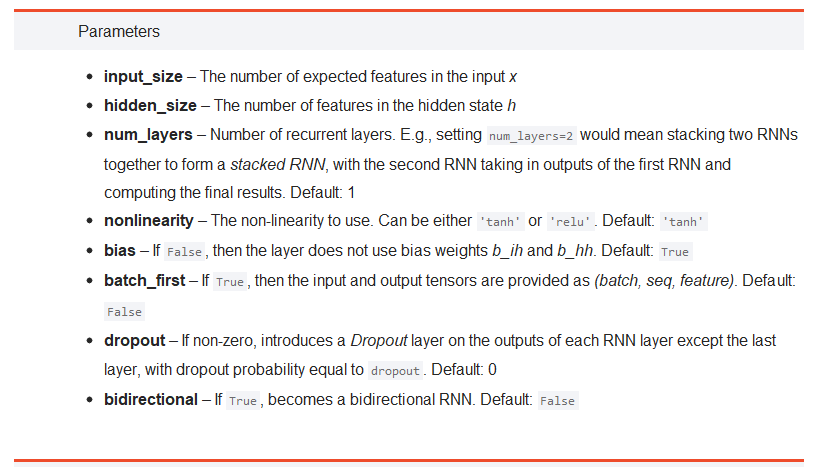 Parameters
• input_size – The number of expected features in the input x
• hidden_size – The number of features in the hidden state h
• num_layers – Number of recurrent layers. E.g., setting num_layers=2 would mean stacking two RNNs
together to form a stacked RNN, with the second RNN taking in outputs of the first RNN and
computing the final results. Default: 1
• nonlinearity – The non-linearity to use. Can be either 'tanh' or 'relu'. Default: 'tanh'
• bias – If False, then the layer does not use bias weights b_ih and b_hh. Default: True
• batch_first – If True, then the input and output tensors are provided as (batch, seq, feature). Default:
False
• dropout – If non-zero, introduces a Dropout layer on the outputs of each RNN layer except the last
layer, with dropout probability equal to dropout. Default: 0
• bidirectional – If True, becomes a bidirectional RNN. Default: False